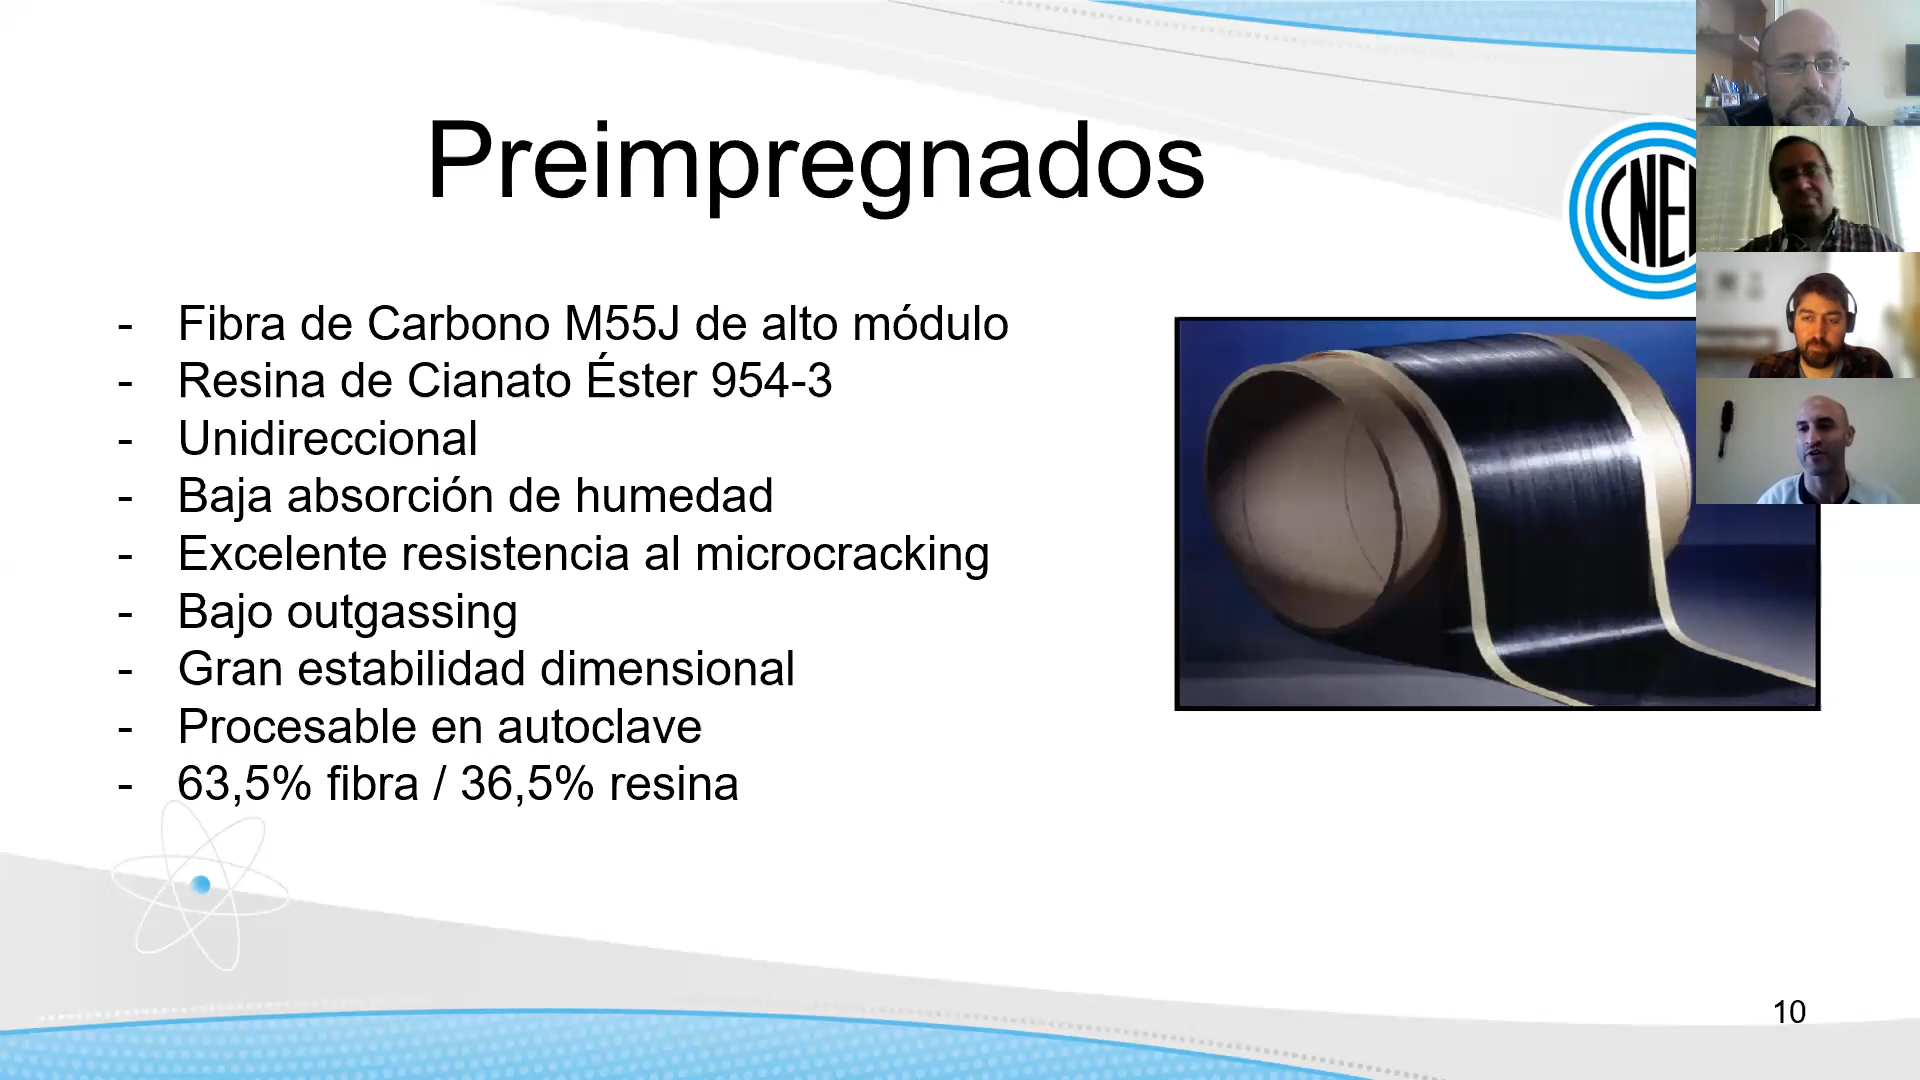 Preimpregnados
CNE
- Fibra de Carbono M55J de alto módulo
- Resina de Cianato Éster 954-3
- Unidireccional
- Baja absorción de humedad
- Excelente resistencia al microcracking
- Bajo outgassing
- Gran estabilidad dimensional
- Procesable en autoclave
- 63,5% fibra / 36,5% resina
10